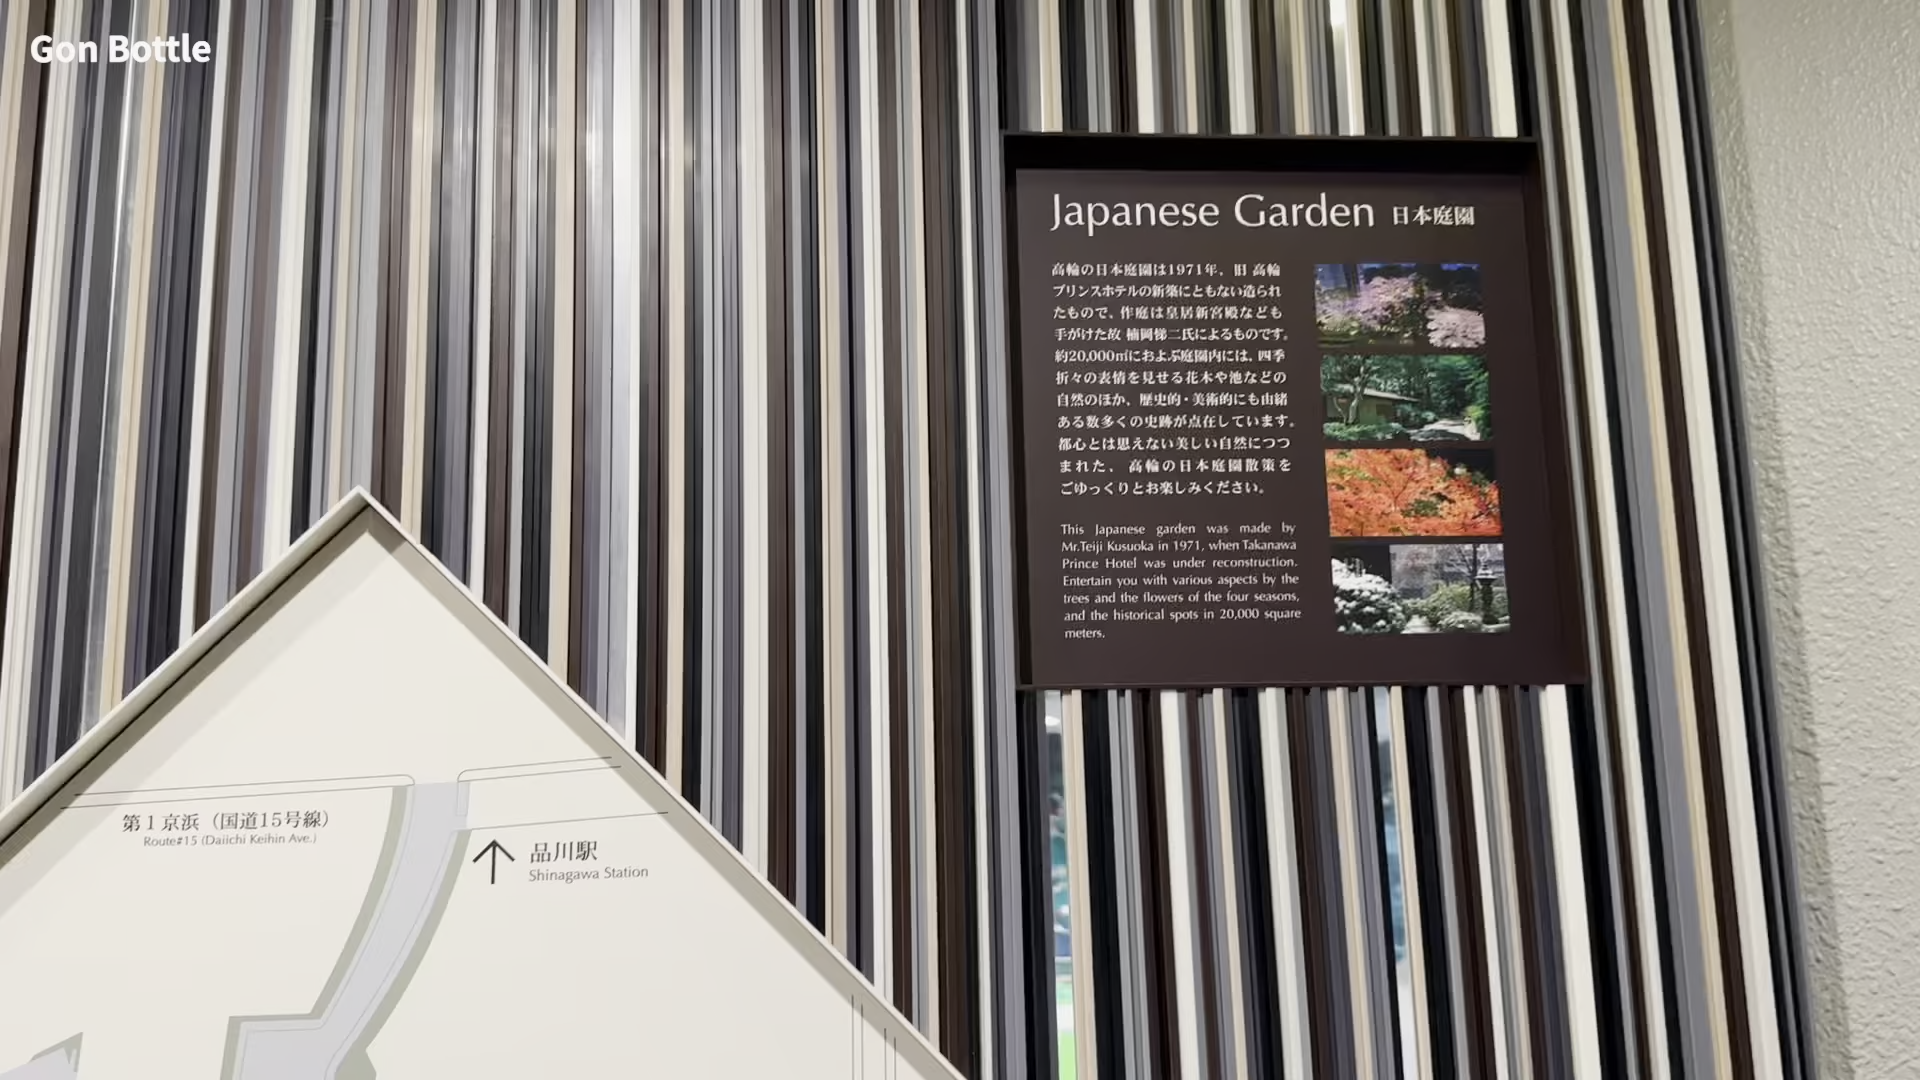 Gon Bottle
Japanese Garden 日本庭園
高輪の日本庭園は1971年、旧 高輪
プリンスホテルの新築にともない造られ
たもので、作庭は皇居新宮殿なども
手がけた故 楠岡悌二氏によるものです。
約20,000㎡におよぶ庭園内には、四季
折々の表情を見せる花木や池などの
自然のほか、歴史的・美術的にも由緒
ある数多くの史跡が点在しています。
都心とは思えない美しい自然につつ
まれた、高輪の日本庭園散策を
ごゆっくりとお楽しみください。
This Japanese garden was made by
Mr.Teiji Kusuoka in 1971, when Takanawa
Prince Hotel was under reconstruction.
Entertain you with various aspects by the
trees and the flowers of the four seasons,
and the historical spots in 20,000 square
meters.
第1京浜（国道15号線）
Route#15 (Daiichi Keihin Ave.)
品川駅
Shinagawa Station